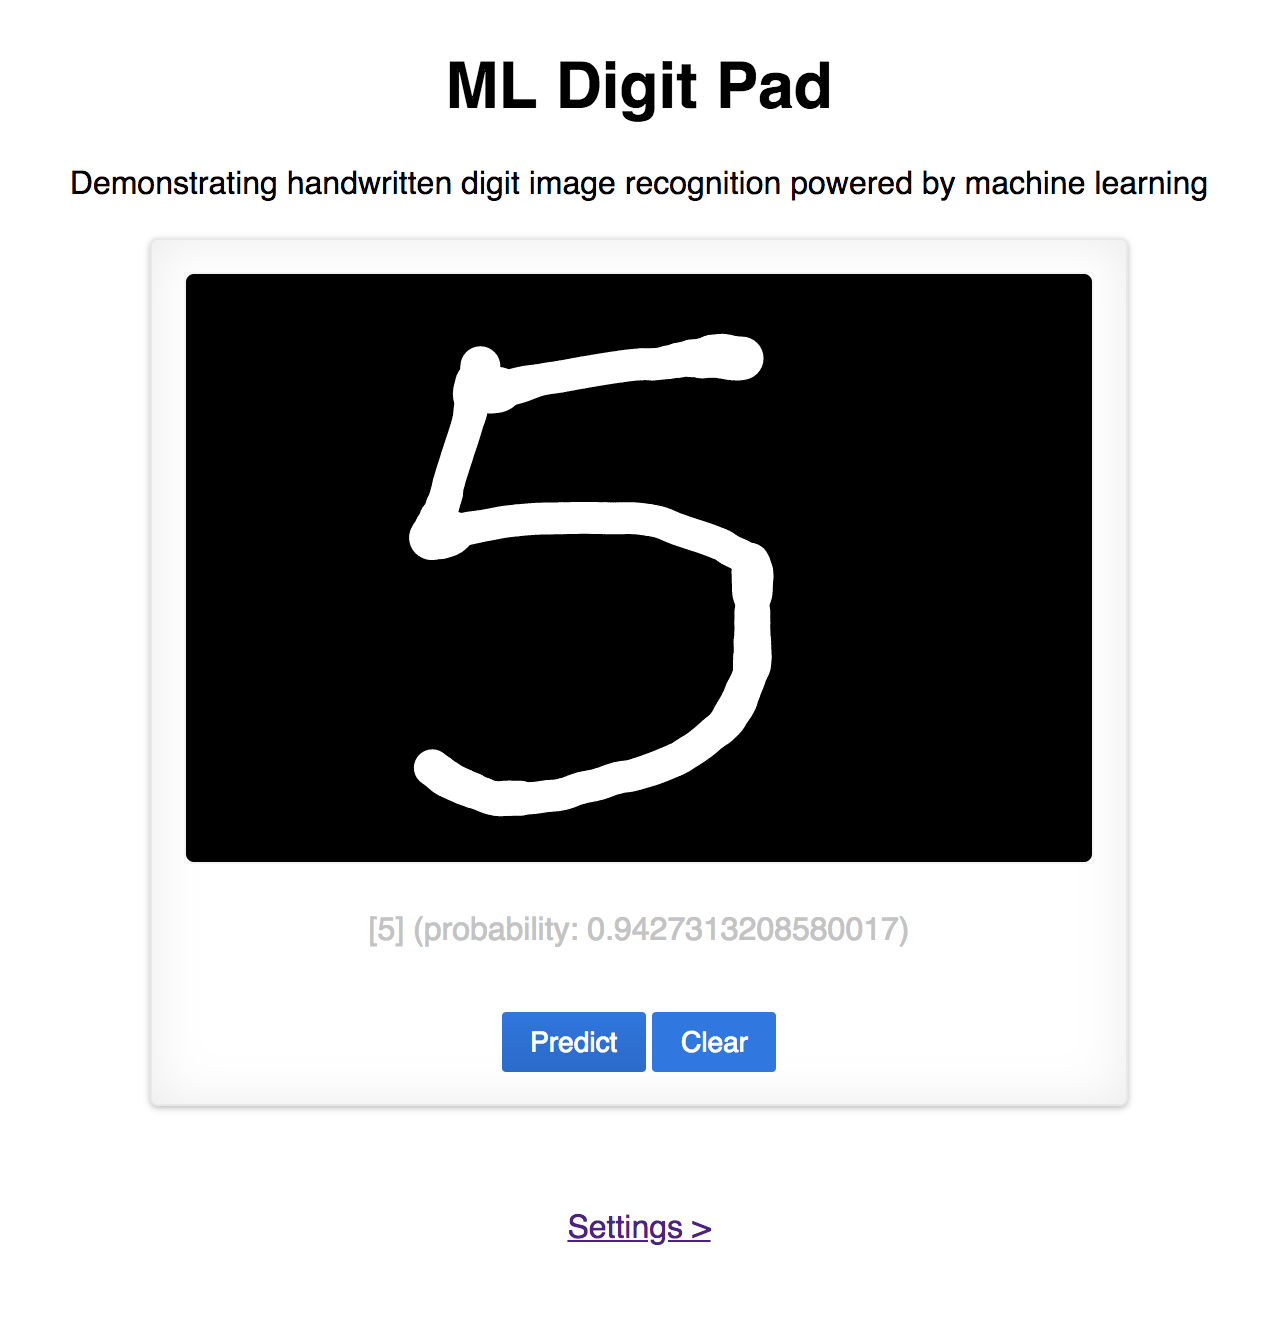 ML Digit Pad
Demonstrating handwritten digit image recognition powered by machine learning
5
[5] (probability: 0.9427313208580017)
Predict Clear
Settings >